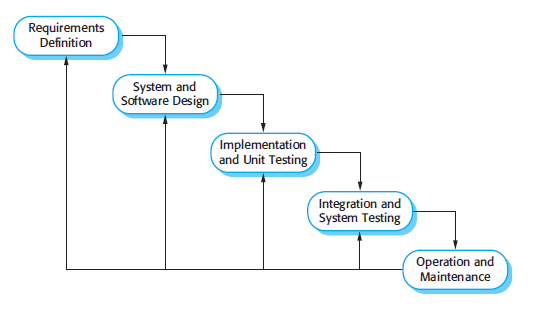 Requirements
Definition
System and
Software Design
Implementation
and Unit Testing
Integration and
System Testing
Operation and
Maintenance